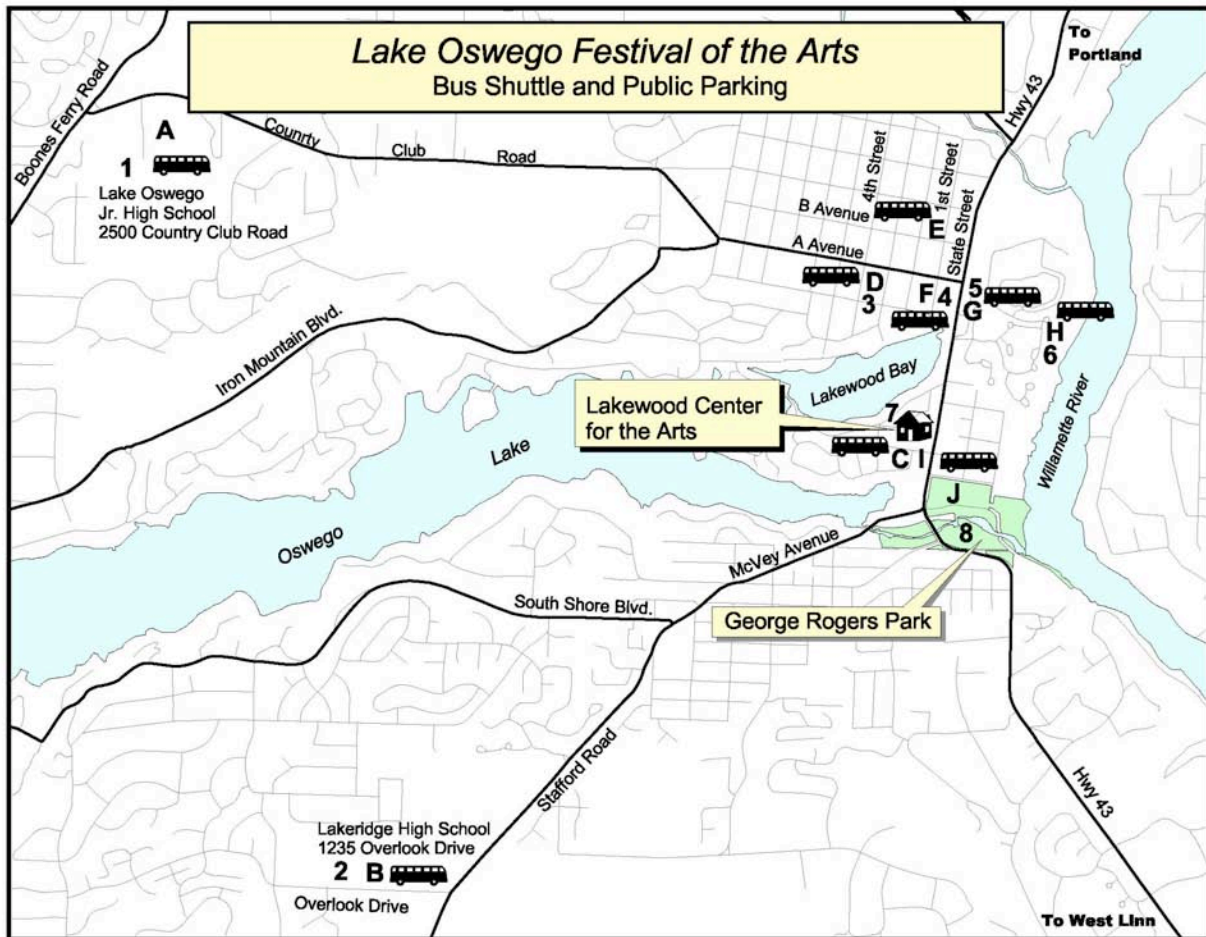 Lake Oswego Festival of the Arts
Bus Shuttle and Public Parking
To
Portland
Hwy 43
Boones Ferry Road
A
1
Lake Oswego
Jr. High School
2500 Country Club Road
Counrty Club Road
4th Street
1st Street
B Avenue
E
State Street
A Avenue
D
3
F 4
5
G
H
6
Iron Mountain Blvd.
Lakewood Bay
Lakewood Center
for the Arts
7
C I
Willamette River
Lake
Oswego
J
8
McVey Avenue
South Shore Blvd.
George Rogers Park
Stafford Road
Hwy 43
Lakeridge High School
1235 Overlook Drive
2 B
Overlook Drive
To West LInn